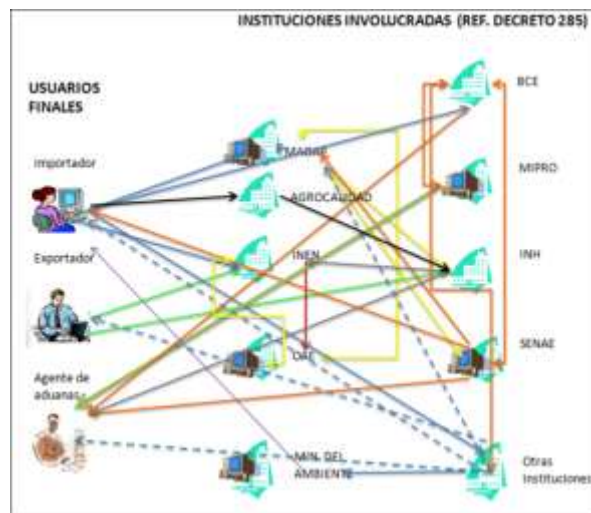 INSTITUCIONES INVOLUCRADAS (REF. DECRETO 285)
USUARIOS
FINALES
BCE
MAGAP
Importador
MIPRO
AGROCALIDAD
Exportador
INEN
INH
OAE
SENAE
Agente de
aduanas
MIN. DEL
AMBIENTE
Otras
Instituciones